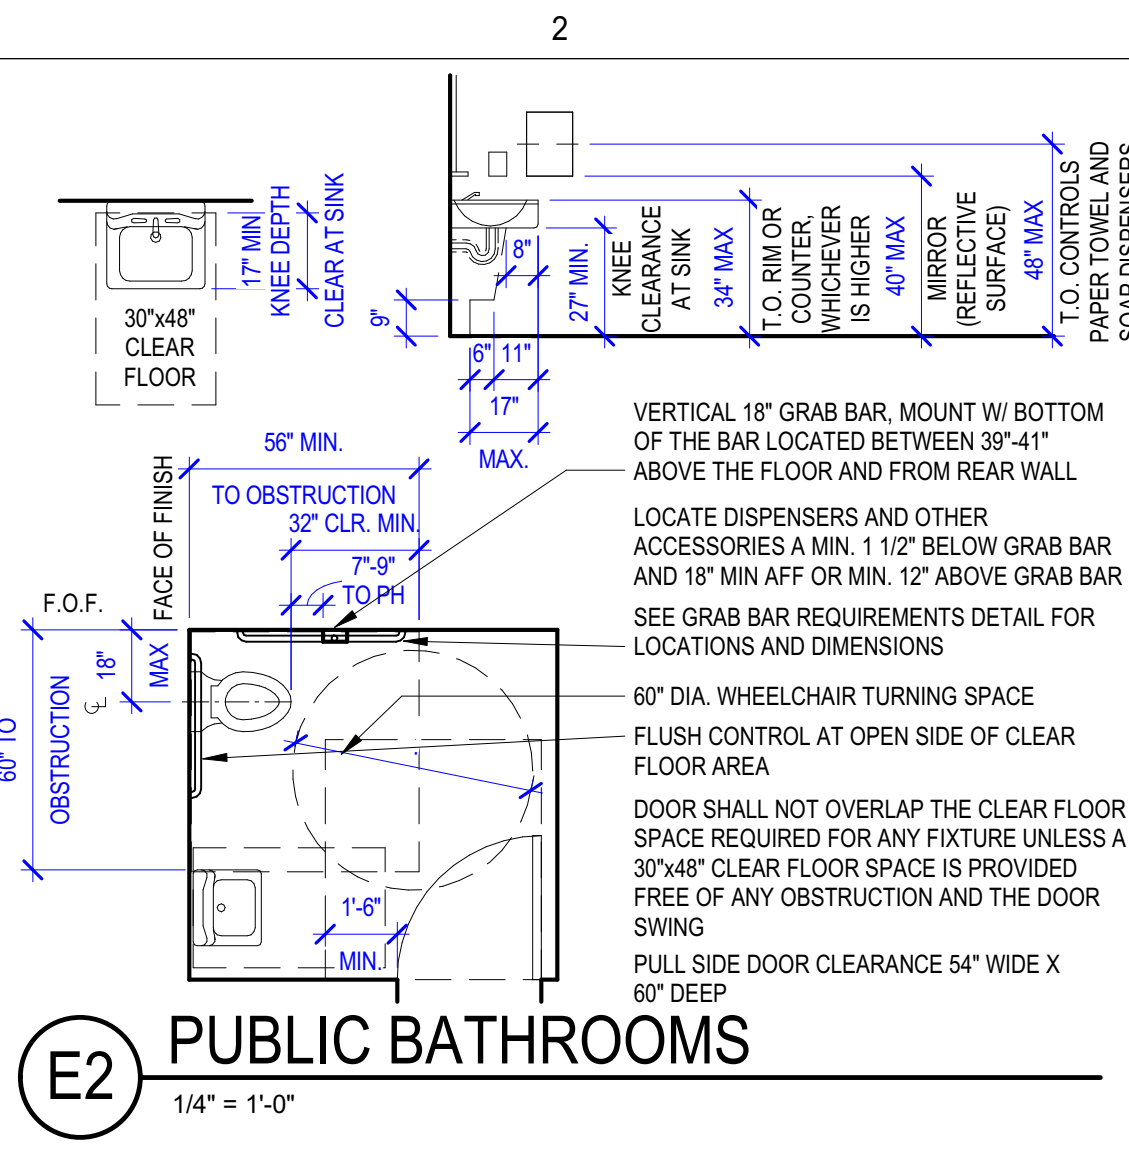 2
17" MIN
KNEE DEPTH
CLEAR AT SINK
30"x48"
CLEAR
FLOOR
9"
8"
6"
11"
17"
MAX.
27" MIN.
KNEE
CLEARANCE
AT SINK
34" MAX
T.O. RIM OR
COUNTER,
WHICHEVER
IS HIGHER
40" MAX
MIRROR
(REFLECTIVE
SURFACE)
48" MAX
T.O. CONTROLS
PAPER TOWEL AND
SOAP DISPENSERS
56" MIN.
TO OBSTRUCTION
32" CLR. MIN.
7"-9"
TO PH
FACE OF FINISH
F.O.F.
18"
MAX
CL
60" TO
OBSTRUCTION
1'-6"
MIN.
VERTICAL 18" GRAB BAR, MOUNT W/ BOTTOM
OF THE BAR LOCATED BETWEEN 39"-41"
ABOVE THE FLOOR AND FROM REAR WALL
LOCATE DISPENSERS AND OTHER
ACCESSORIES A MIN. 1 1/2" BELOW GRAB BAR
AND 18" MIN AFF OR MIN. 12" ABOVE GRAB BAR
SEE GRAB BAR REQUIREMENTS DETAIL FOR
LOCATIONS AND DIMENSIONS
60" DIA. WHEELCHAIR TURNING SPACE
FLUSH CONTROL AT OPEN SIDE OF CLEAR
FLOOR AREA
DOOR SHALL NOT OVERLAP THE CLEAR FLOOR
SPACE REQUIRED FOR ANY FIXTURE UNLESS A
30"x48" CLEAR FLOOR SPACE IS PROVIDED
FREE OF ANY OBSTRUCTION AND THE DOOR
SWING
PULL SIDE DOOR CLEARANCE 54" WIDE X
60" DEEP
E2
PUBLIC BATHROOMS
1/4" = 1'-0"